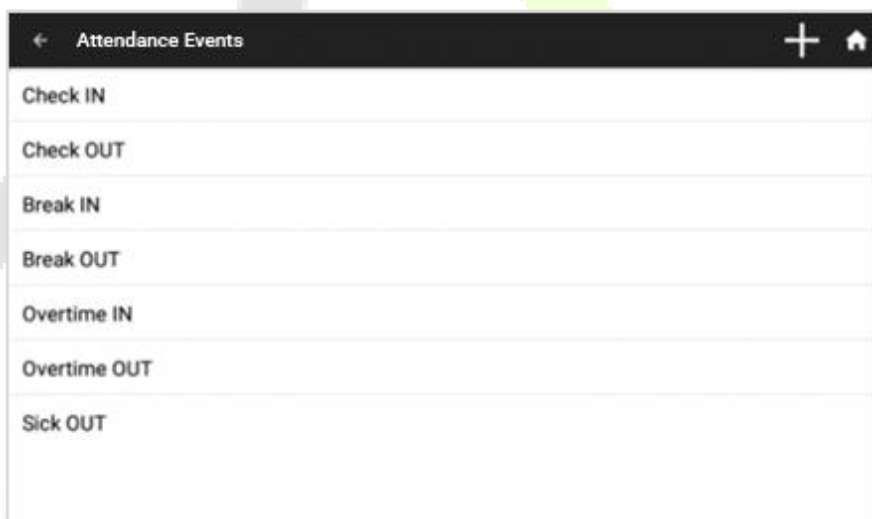 Attendance Events
Check IN
Check OUT
Break IN
Break OUT
Overtime IN
Overtime OUT
Sick OUT